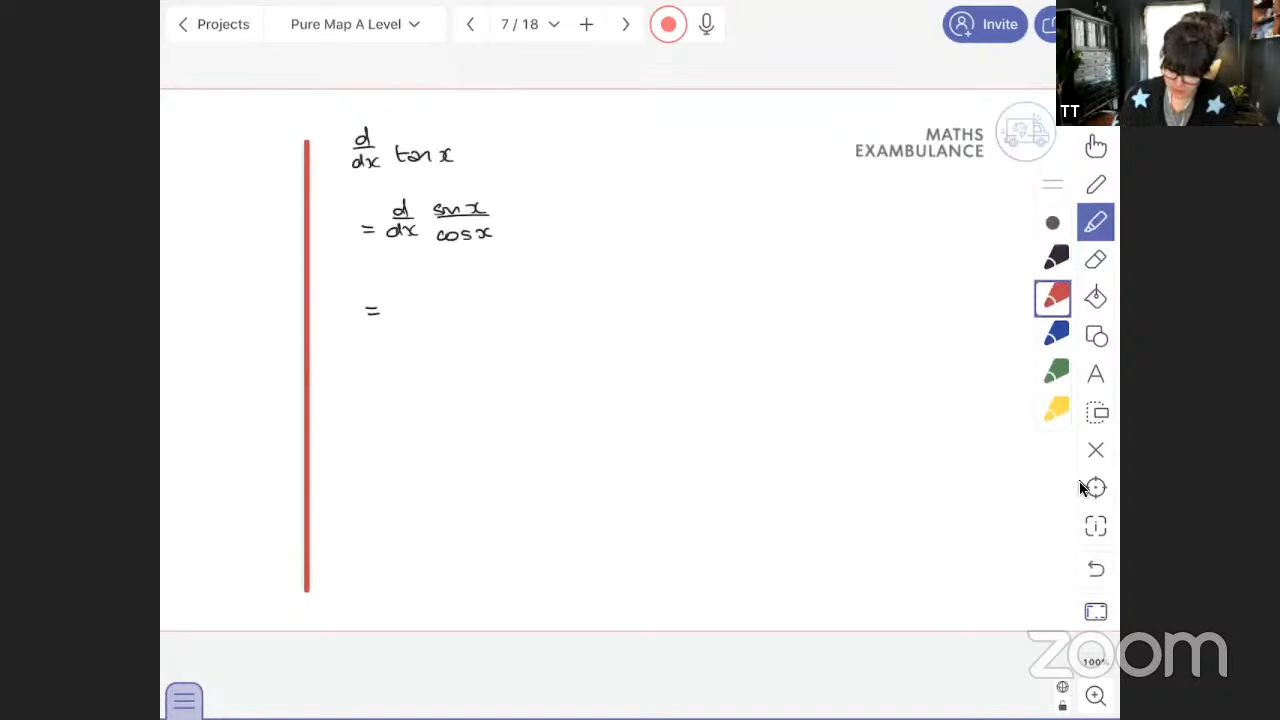 Projects
Pure Map A Level
7 / 18
Invite
TT
MATHS
EXAMBULANCE
d/dx tan x
= d/dx sin x/cos x
=
A
zoom
100%